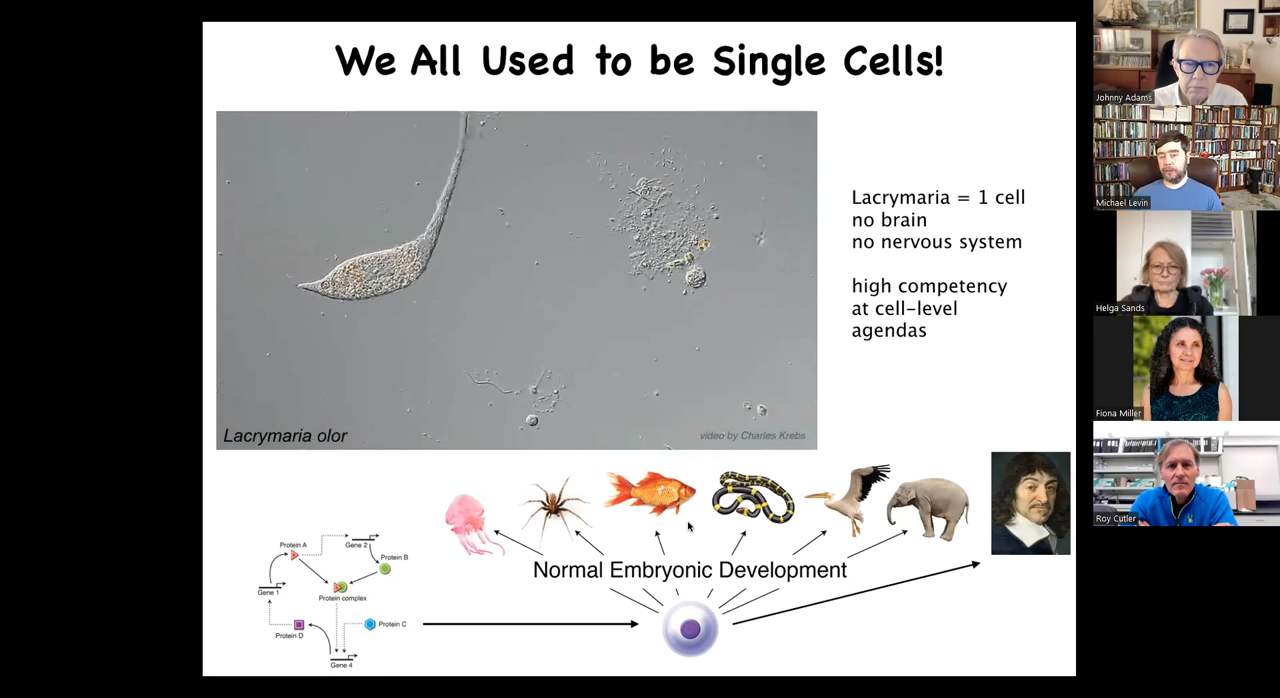 We All Used to be Single Cells!
Lacrymaria = 1 cell
no brain
no nervous system
high competency
at cell-level
agendas
Lacrymaria olor
video by Charles Krebs
Normal Embryonic Development
Protein A
Gene 2
Protein B
Gene 1
Protein complex
Protein D
Protein C
Gene 4
Johnny Adams
Michael Levin
Helga Sands
Fiona Miller
Roy Cutler